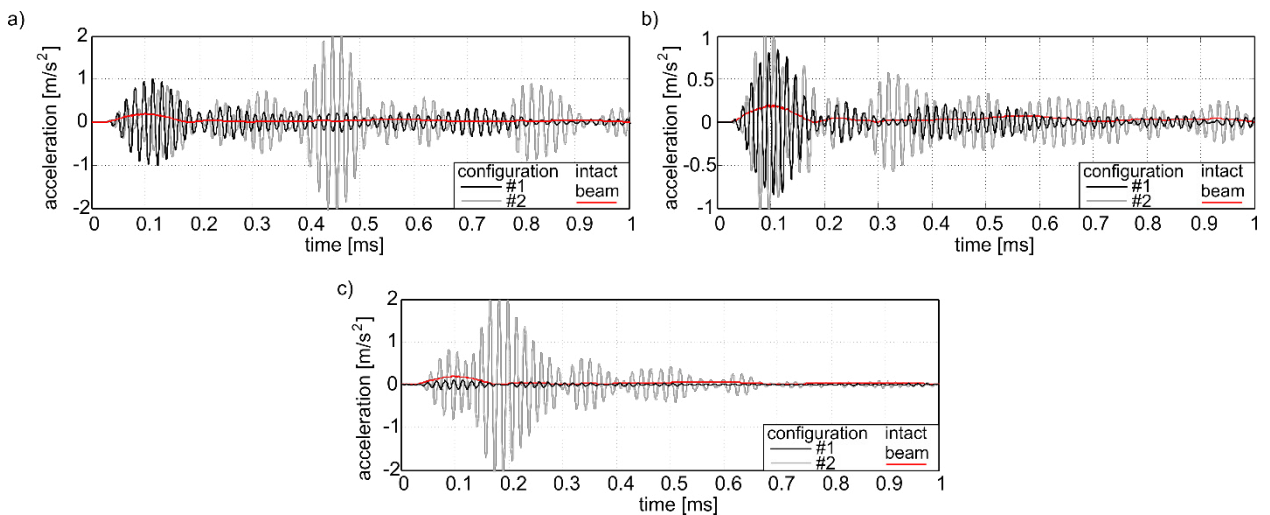 a)
acceleration [m/s²]
2
1
0
-1
-2
configuration intact
#1 beam
#2
0 0.1 0.2 0.3 0.4 0.5 0.6 0.7 0.8 0.9 1
time [ms]
b)
acceleration [m/s²]
1
0.5
0
-0.5
-1
configuration intact
#1 beam
#2
0 0.1 0.2 0.3 0.4 0.5 0.6 0.7 0.8 0.9 1
time [ms]
c)
acceleration [m/s²]
2
1
0
-1
-2
configuration intact
#1 beam
#2
0 0.1 0.2 0.3 0.4 0.5 0.6 0.7 0.8 0.9 1
time [ms]